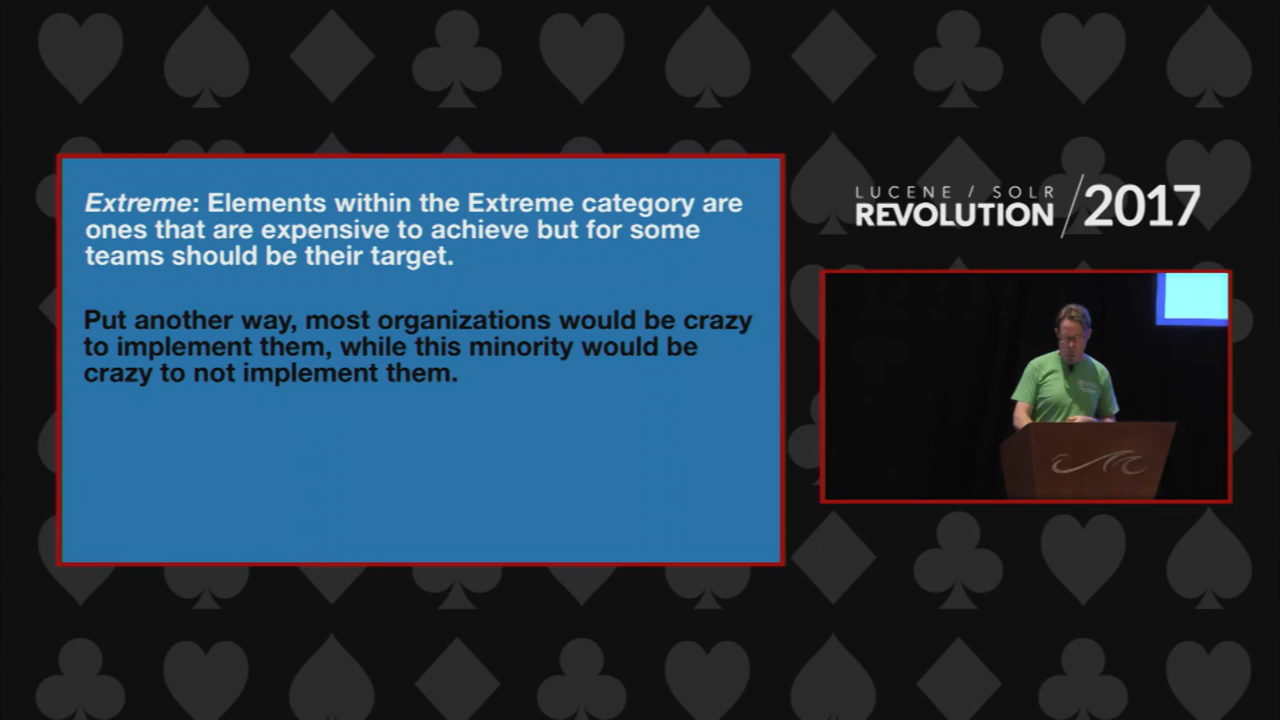 Extreme: Elements within the Extreme category are
ones that are expensive to achieve but for some
teams should be their target.
Put another way, most organizations would be crazy
to implement them, while this minority would be
crazy to not implement them.
LUCENE / SOLR
REVOLUTION / 2017